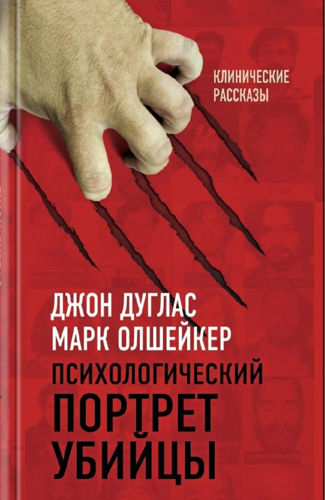 КЛИНИЧЕСКИЕ
РАССКАЗЫ
ДЖОН ДУГЛАС
МАРК ОЛШЕЙКЕР
ПСИХОЛОГИЧЕСКИЙ
ПОРТРЕТ
УБИЙЦЫ